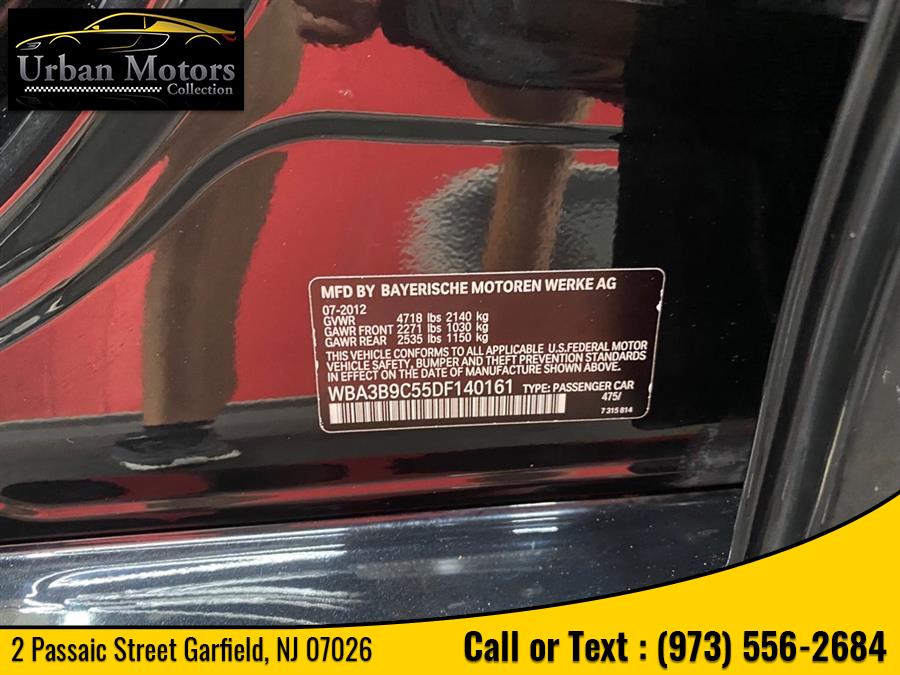 Urban Motors
Collection
MFD BY BAYERISCHE MOTOREN WERKE AG
07-2012
GVWR 4718 lbs 2140 kg
GAWR FRONT 2271 lbs 1030 kg
GAWR REAR 2535 lbs 1150 kg
THIS VEHICLE CONFORMS TO ALL APPLICABLE U.S.FEDERAL MOTOR
VEHICLE SAFETY, BUMPER AND THEFT PREVENTION STANDARDS
IN EFFECT ON THE DATE OF MANUFACTURE SHOWN ABOVE.
WBA3B9C55DF140161 TYPE: PASSENGER CAR
475/
7 315 814
2 Passaic Street Garfield, NJ 07026
Call or Text : (973) 556-2684